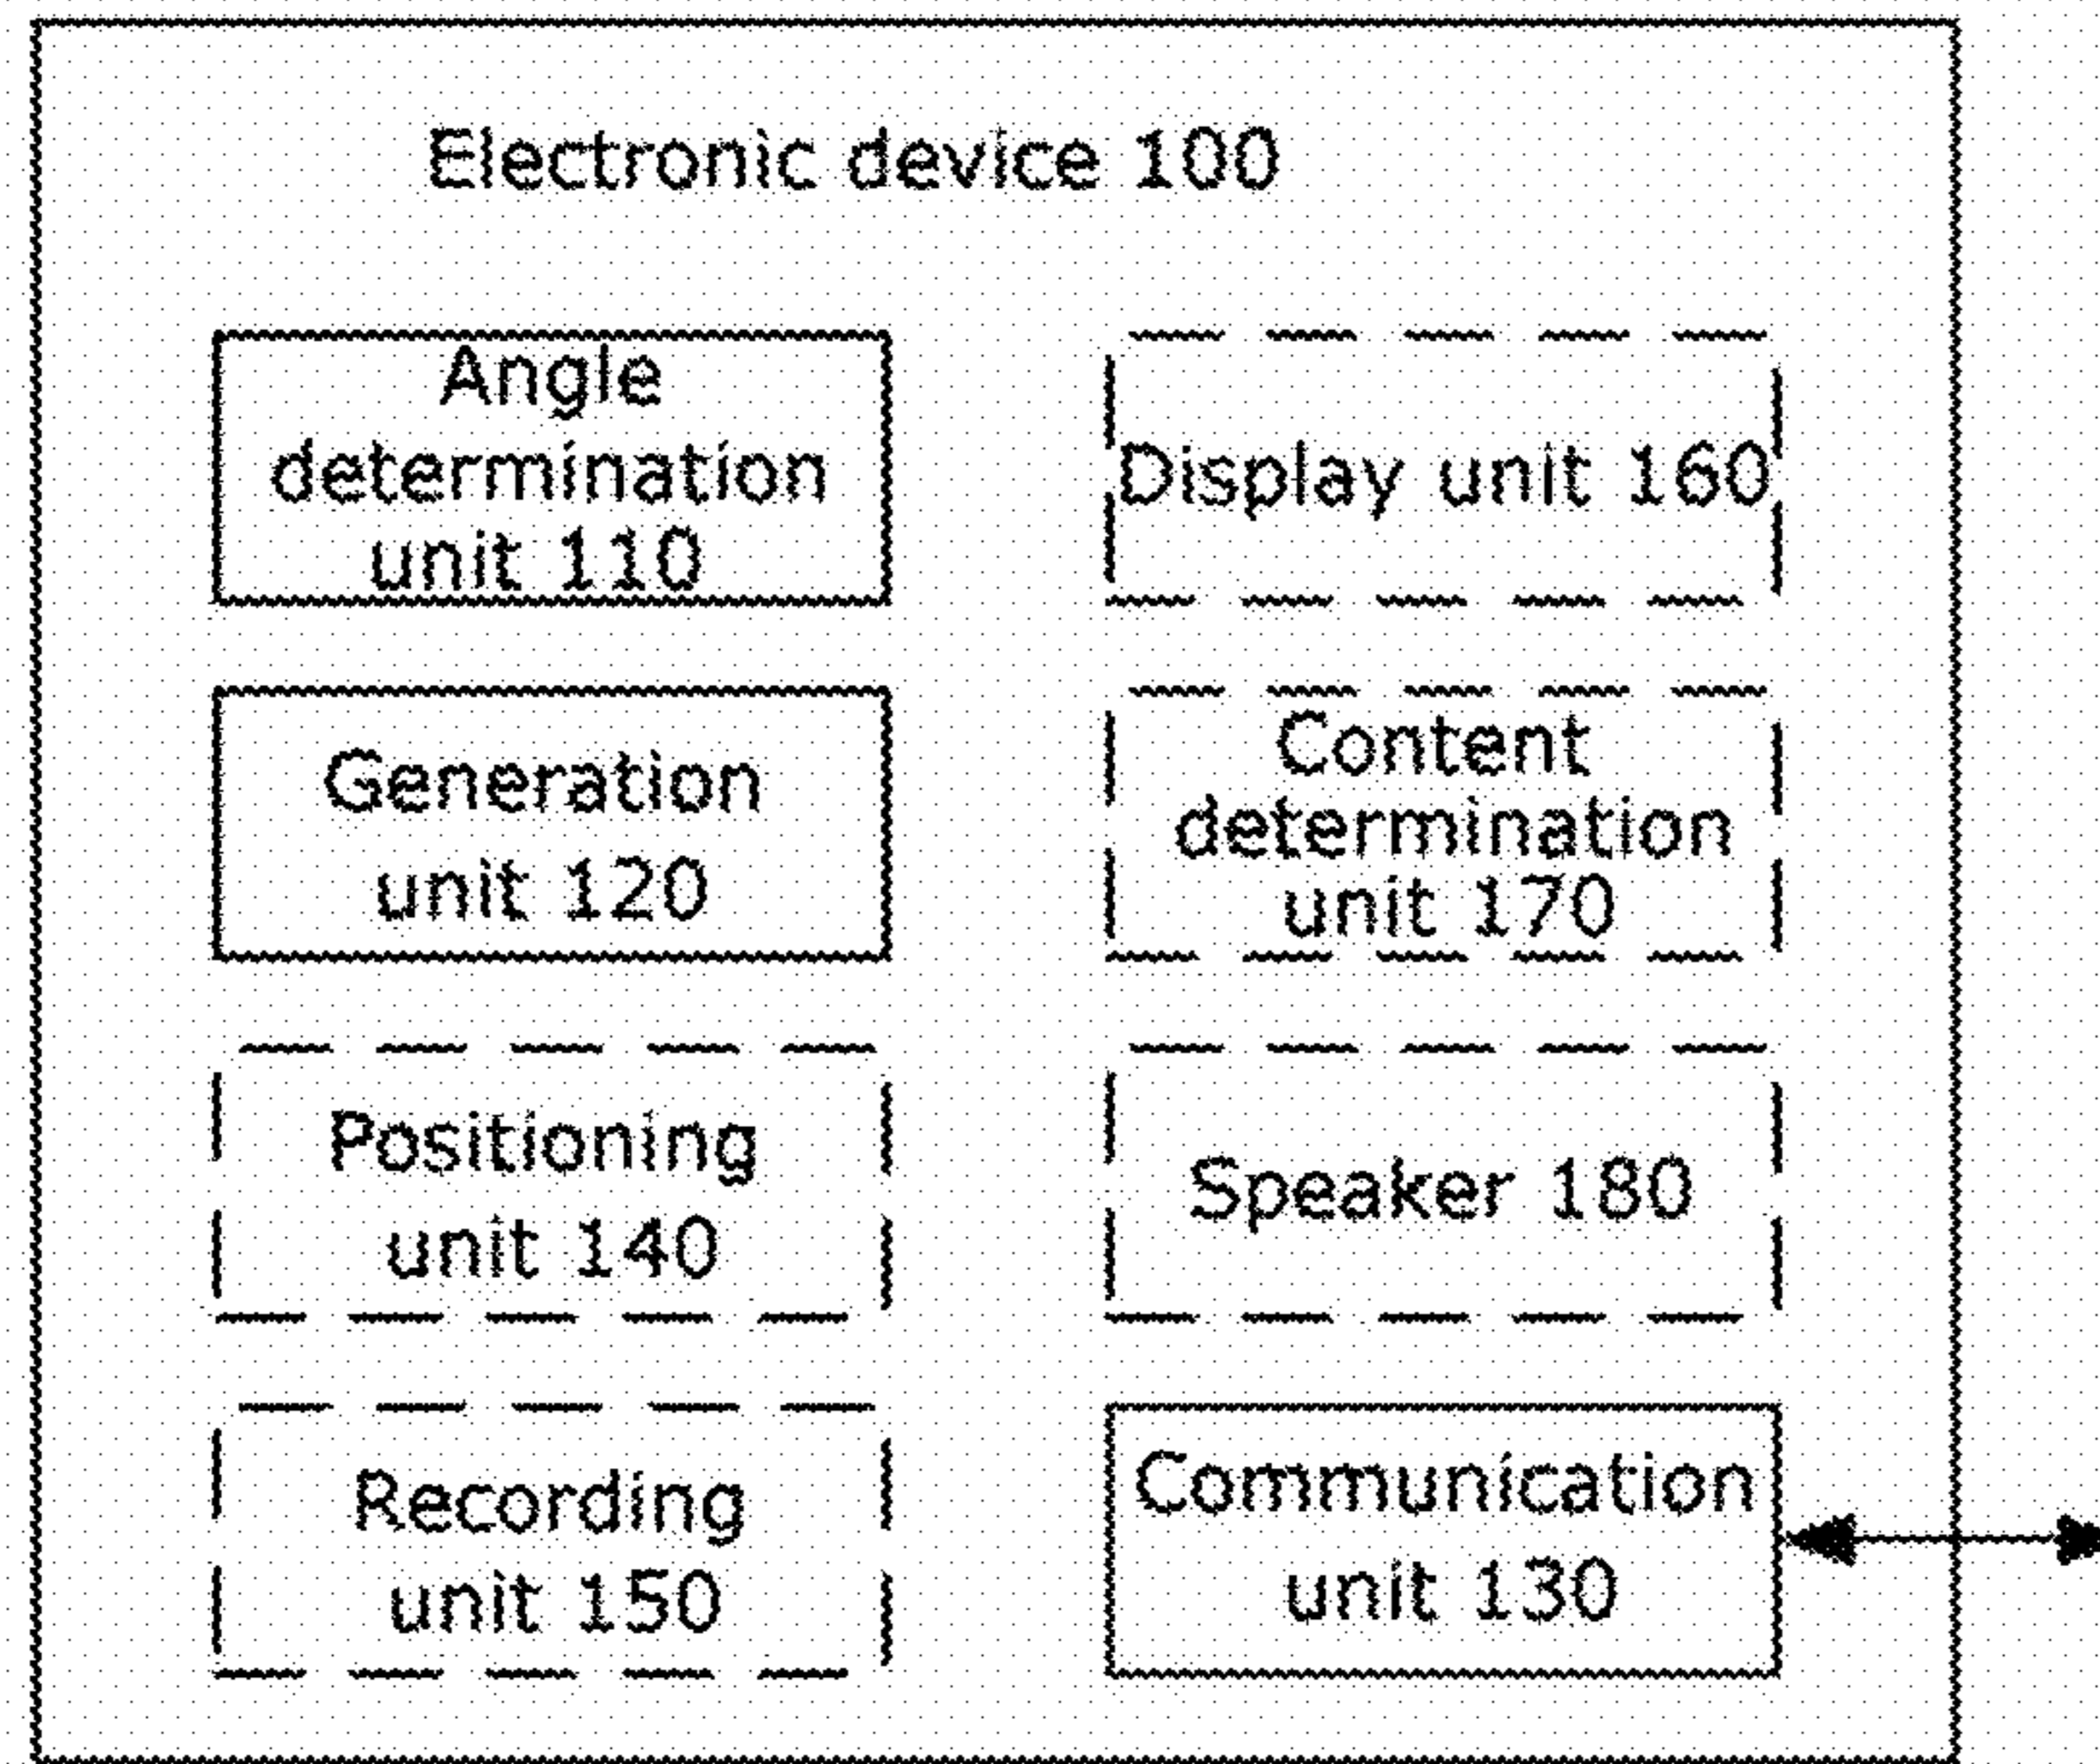 Electronic device 100
Angle
determination
unit 110
Display unit 160
Generation
unit 120
Content
determination
unit 170
Positioning
unit 140
Speaker 180
Recording
unit 150
Communication
unit 130